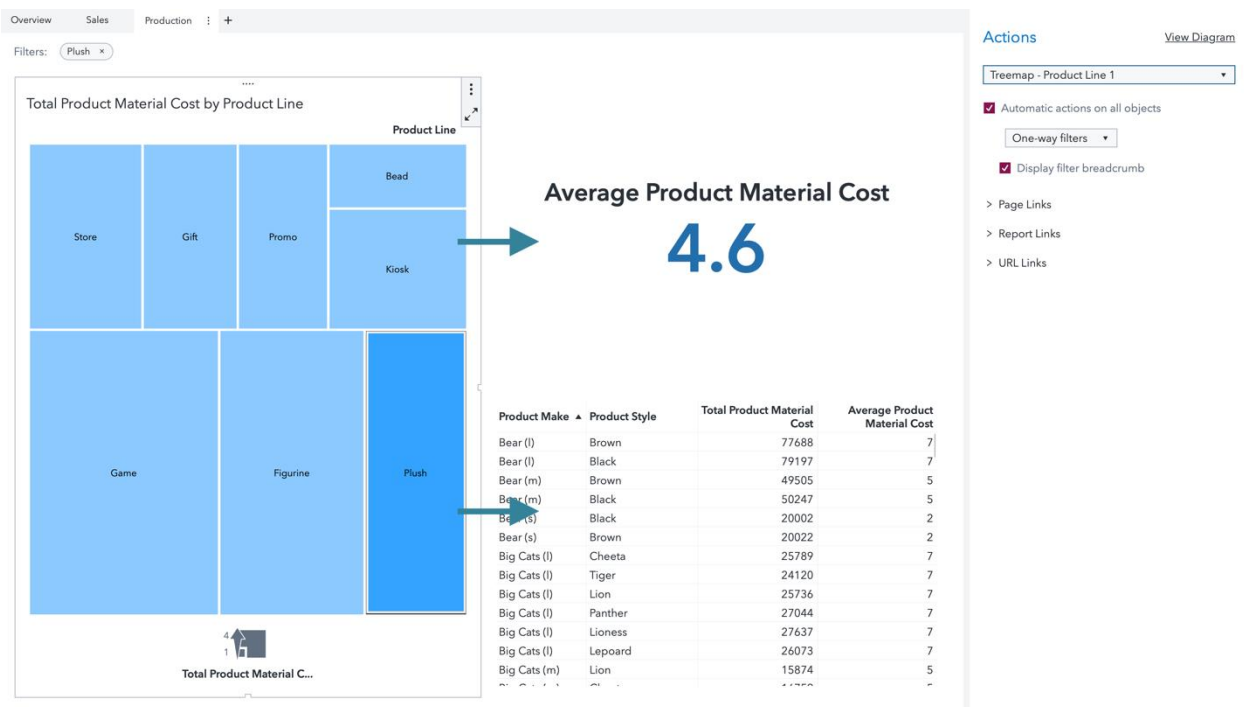 Overview Sales Production +
Filters: Plush ×
Total Product Material Cost by Product Line
Product Line
Store
Gift
Promo
Bead
Kiosk
Game
Figurine
Plush
4
1
Total Product Material C...
Average Product Material Cost
4.6
Product Make ▲ Product Style Total Product Material Cost Average Product Material Cost
Bear (l) Brown 77688 7
Bear (l) Black 79197 7
Bear (m) Brown 49505 5
Bear (m) Black 50247 5
Bear (s) Black 20002 2
Bear (s) Brown 20022 2
Big Cats (l) Cheeta 25789 7
Big Cats (l) Tiger 24120 7
Big Cats (l) Lion 25736 7
Big Cats (l) Panther 27044 7
Big Cats (l) Lioness 27637 7
Big Cats (l) Lepoard 26073 7
Big Cats (m) Lion 15874 5
Actions View Diagram
Treemap - Product Line 1
Automatic actions on all objects
One-way filters
Display filter breadcrumb
> Page Links
> Report Links
> URL Links